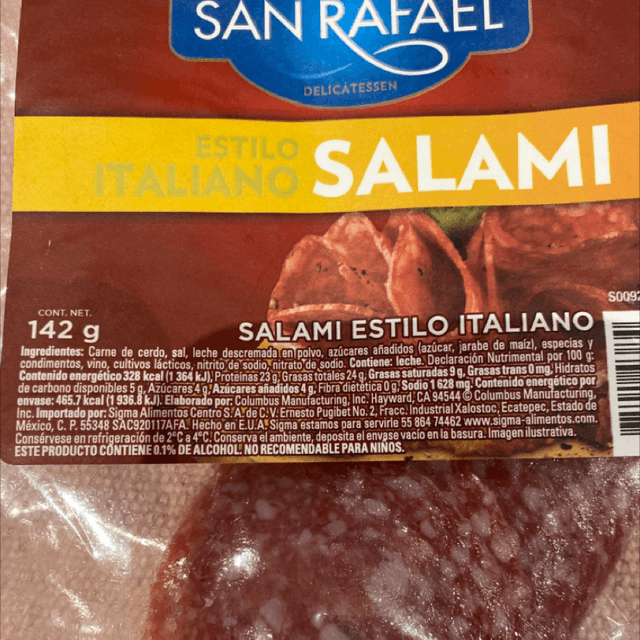 SAN RAFAEL
DELICATESSEN
ESTILO
ITALIANO SALAMI
S0092
CONT. NET.
142 g
SALAMI ESTILO ITALIANO
Ingredientes: Carne de cerdo, sal, leche descremada en polvo, azúcares añadidos (azúcar, jarabe de maíz), especias y
condimentos, vino, cultivos lácticos, nitrito de sodio, nitrato de sodio. Contiene: leche. Declaración Nutrimental por 100 g:
Contenido energético 328 kcal (1 364 kJ), Proteínas 23 g, Grasas totales 24 g, Grasas saturadas 9 g, Grasas trans 0 mg, Hidratos
de carbono disponibles 5 g, Azúcares 4 g, Azúcares añadidos 4 g, Fibra dietética 0 g, Sodio 1 628 mg. Contenido energético por
envase: 465.7 kcal (1 936.8 kJ). Elaborado por: Columbus Manufacturing, Inc. Hayward, CA 94544 © Columbus Manufacturing,
Inc. Importado por: Sigma Alimentos Centro S.A. de C.V. Ernesto Pugibet No. 2, Fracc. Industrial Xalostoc, Ecatepec, Estado de
México, C. P. 55348 SAC920117AFA. Hecho en E.U.A. Sigma estamos para servirle 55 864 74462 www.sigma-alimentos.com.
Consérvese en refrigeración de 2°C a 4°C. Conserva el ambiente, deposita el envase vacío en la basura. Imagen ilustrativa
ESTE PRODUCTO CONTIENE 0.1% DE ALCOHOL. NO RECOMENDABLE PARA NIÑOS.